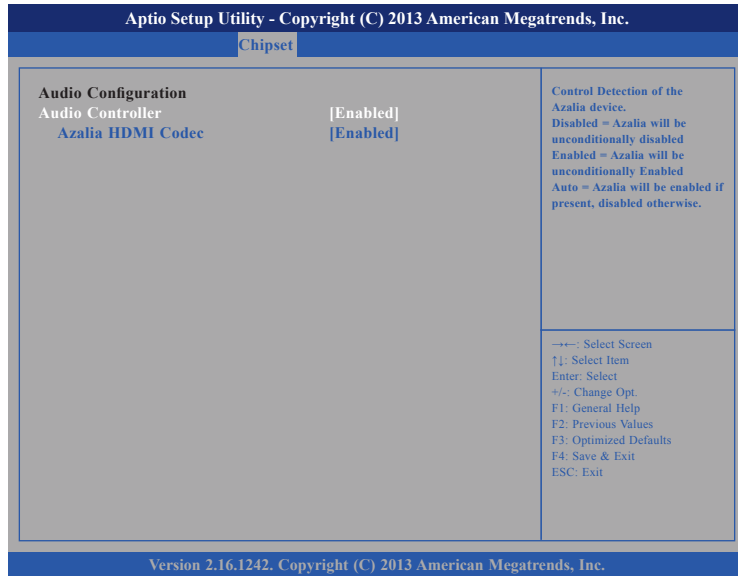 Aptio Setup Utility - Copyright (C) 2013 American Megatrends, Inc.
Chipset
Audio Configuration
Audio Controller [Enabled]
Azalia HDMI Codec [Enabled]
Control Detection of the
Azalia device.
Disabled = Azalia will be
unconditionally disabled
Enabled = Azalia will be
unconditionally Enabled
Auto = Azalia will be enabled if
present, disabled otherwise.
→←: Select Screen
↑↓: Select Item
Enter: Select
+/-: Change Opt.
F1: General Help
F2: Previous Values
F3: Optimized Defaults
F4: Save & Exit
ESC: Exit
Version 2.16.1242. Copyright (C) 2013 American Megatrends, Inc.